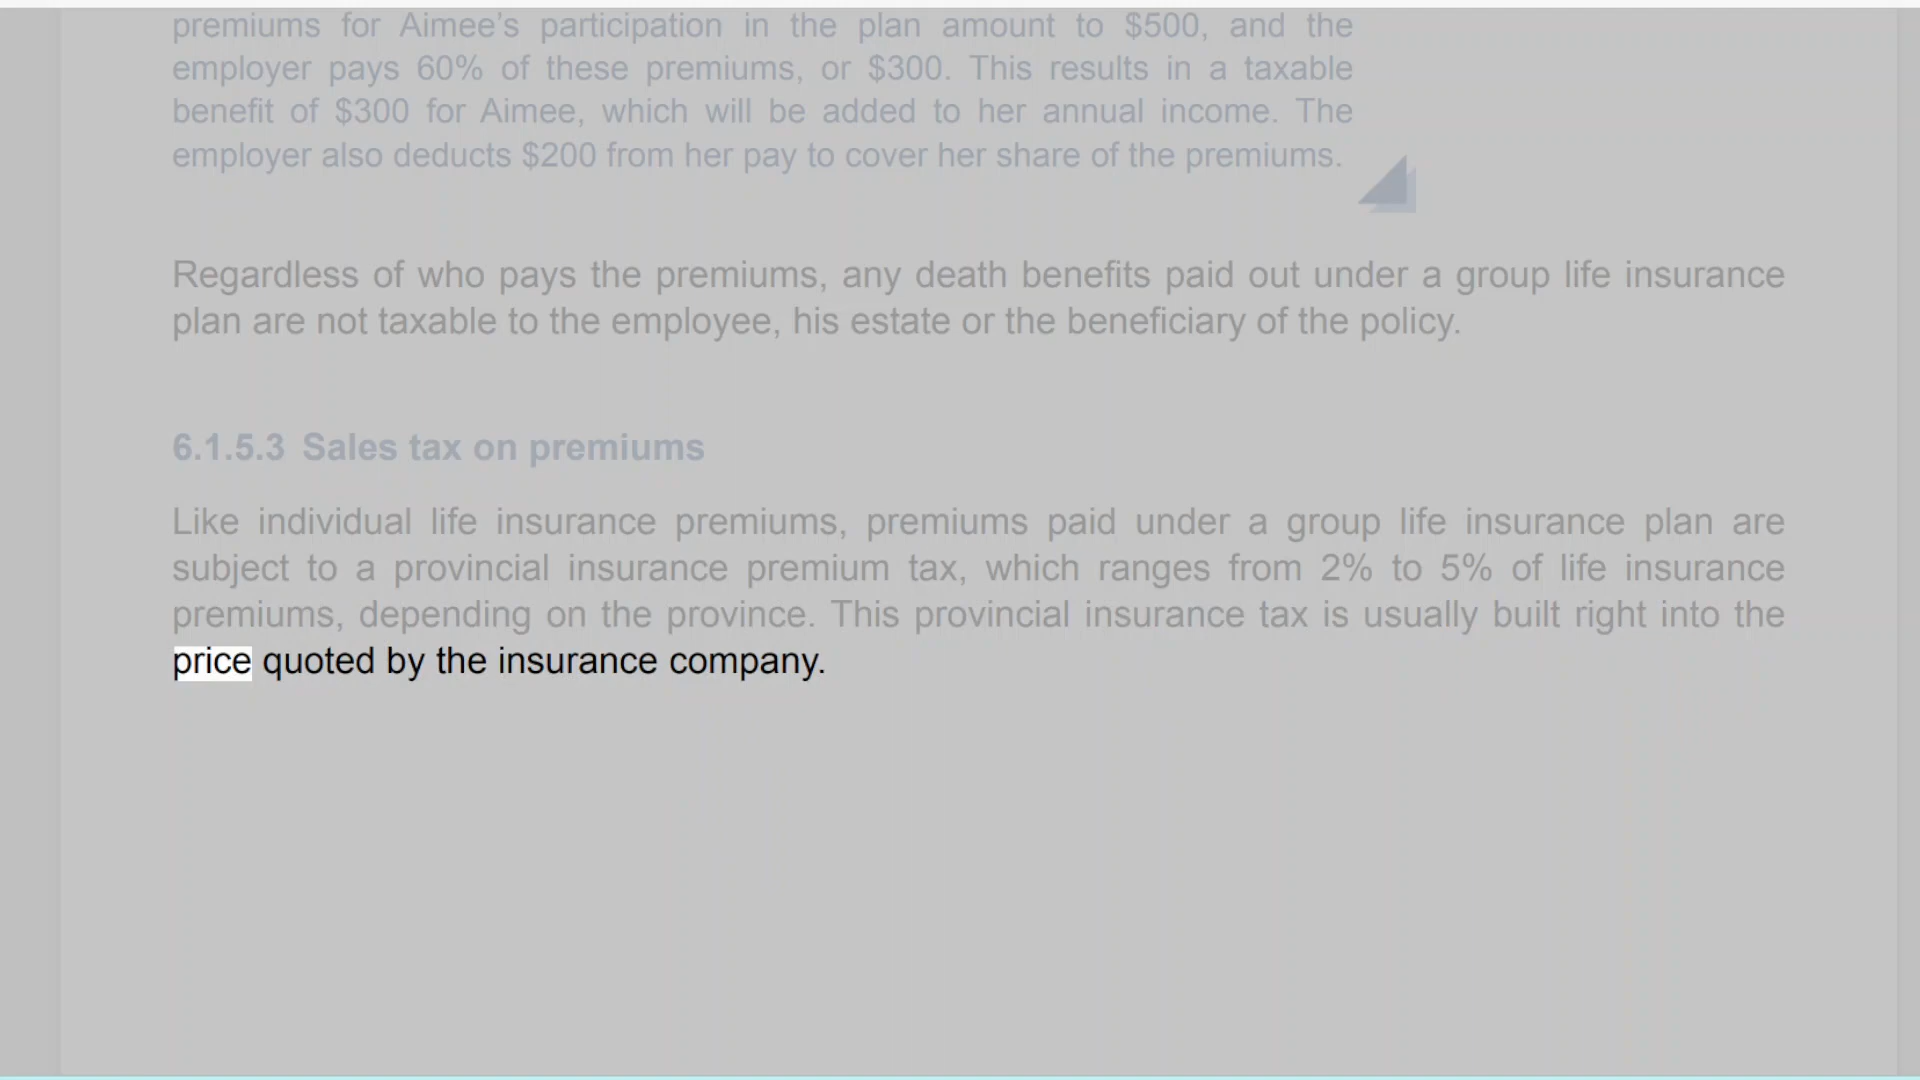 premiums for Aimee’s participation in the plan amount to $500, and the
employer pays 60% of these premiums, or $300. This results in a taxable
benefit of $300 for Aimee, which will be added to her annual income. The
employer also deducts $200 from her pay to cover her share of the premiums.
Regardless of who pays the premiums, any death benefits paid out under a group life insurance
plan are not taxable to the employee, his estate or the beneficiary of the policy.
6.1.5.3 Sales tax on premiums
Like individual life insurance premiums, premiums paid under a group life insurance plan are
subject to a provincial insurance premium tax, which ranges from 2% to 5% of life insurance
premiums, depending on the province. This provincial insurance tax is usually built right into the
price quoted by the insurance company.